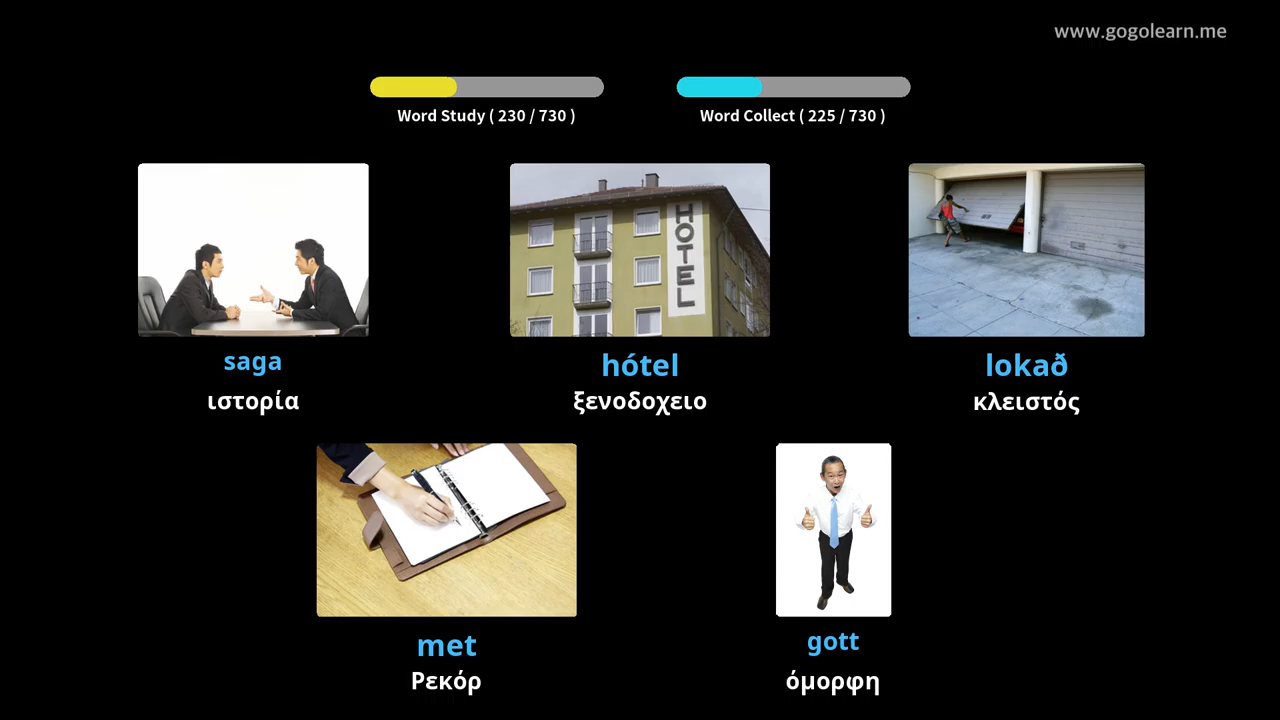 www.gogolearn.me
Word Study ( 230 / 730 )
Word Collect ( 225 / 730 )
HOTEL
saga
ιστορία
hótel
ξενοδοχειο
lokað
κλειστός
met
Ρεκόρ
gott
όμορφη